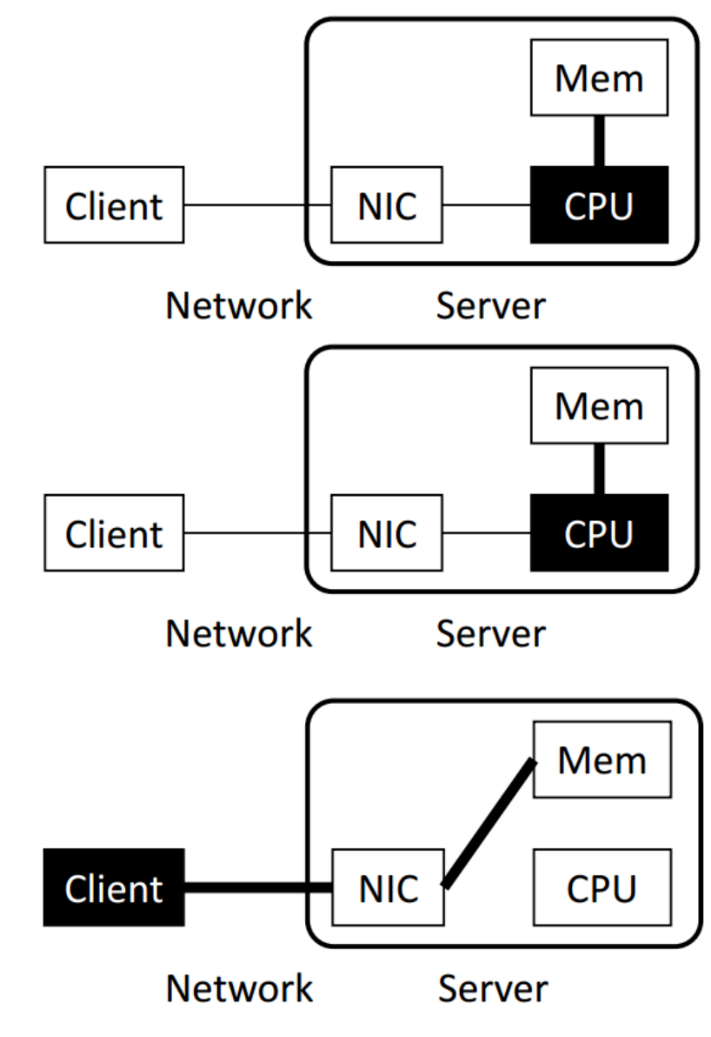 Mem
Client NIC CPU
Network Server
Mem
Client NIC CPU
Network Server
Mem
Client NIC CPU
Network Server